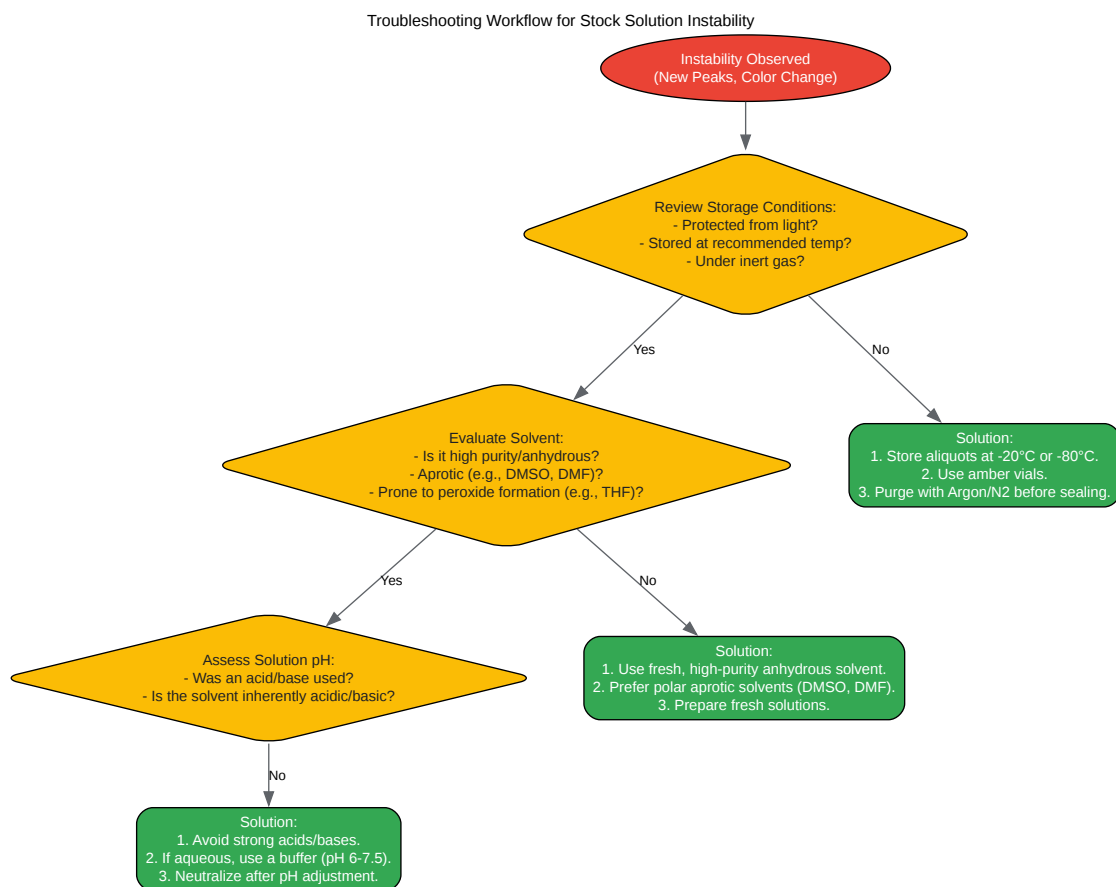 Troubleshooting Workflow for Stock Solution Instability
Instability Observed
(New Peaks, Color Change)
Review Storage Conditions:
- Protected from light?
- Stored at recommended temp?
- Under inert gas?
Yes
No
Evaluate Solvent:
- Is it high purity/anhydrous?
- Aprotic (e.g., DMSO, DMF)?
- Prone to peroxide formation (e.g., THF)?
Solution:
1. Store aliquots at -20°C or -80°C.
2. Use amber vials.
3. Purge with Argon/N2 before sealing.
Yes
No
Assess Solution pH:
- Was an acid/base used?
- Is the solvent inherently acidic/basic?
Solution:
1. Use fresh, high-purity anhydrous solvent.
2. Prefer polar aprotic solvents (DMSO, DMF).
3. Prepare fresh solutions.
No
Solution:
1. Avoid strong acids/bases.
2. If aqueous, use a buffer (pH 6-7.5).
3. Neutralize after pH adjustment.